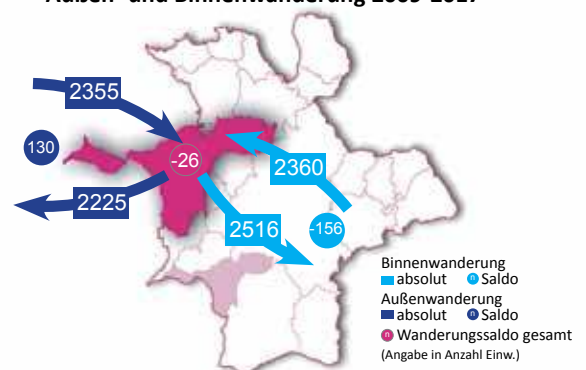 2355
130
-26
2360
2225
2516
-156
Binnenwanderung
absolut n Saldo
Außenwanderung
absolut n Saldo
n Wanderungssaldo gesamt
(Angabe in Anzahl Einw.)